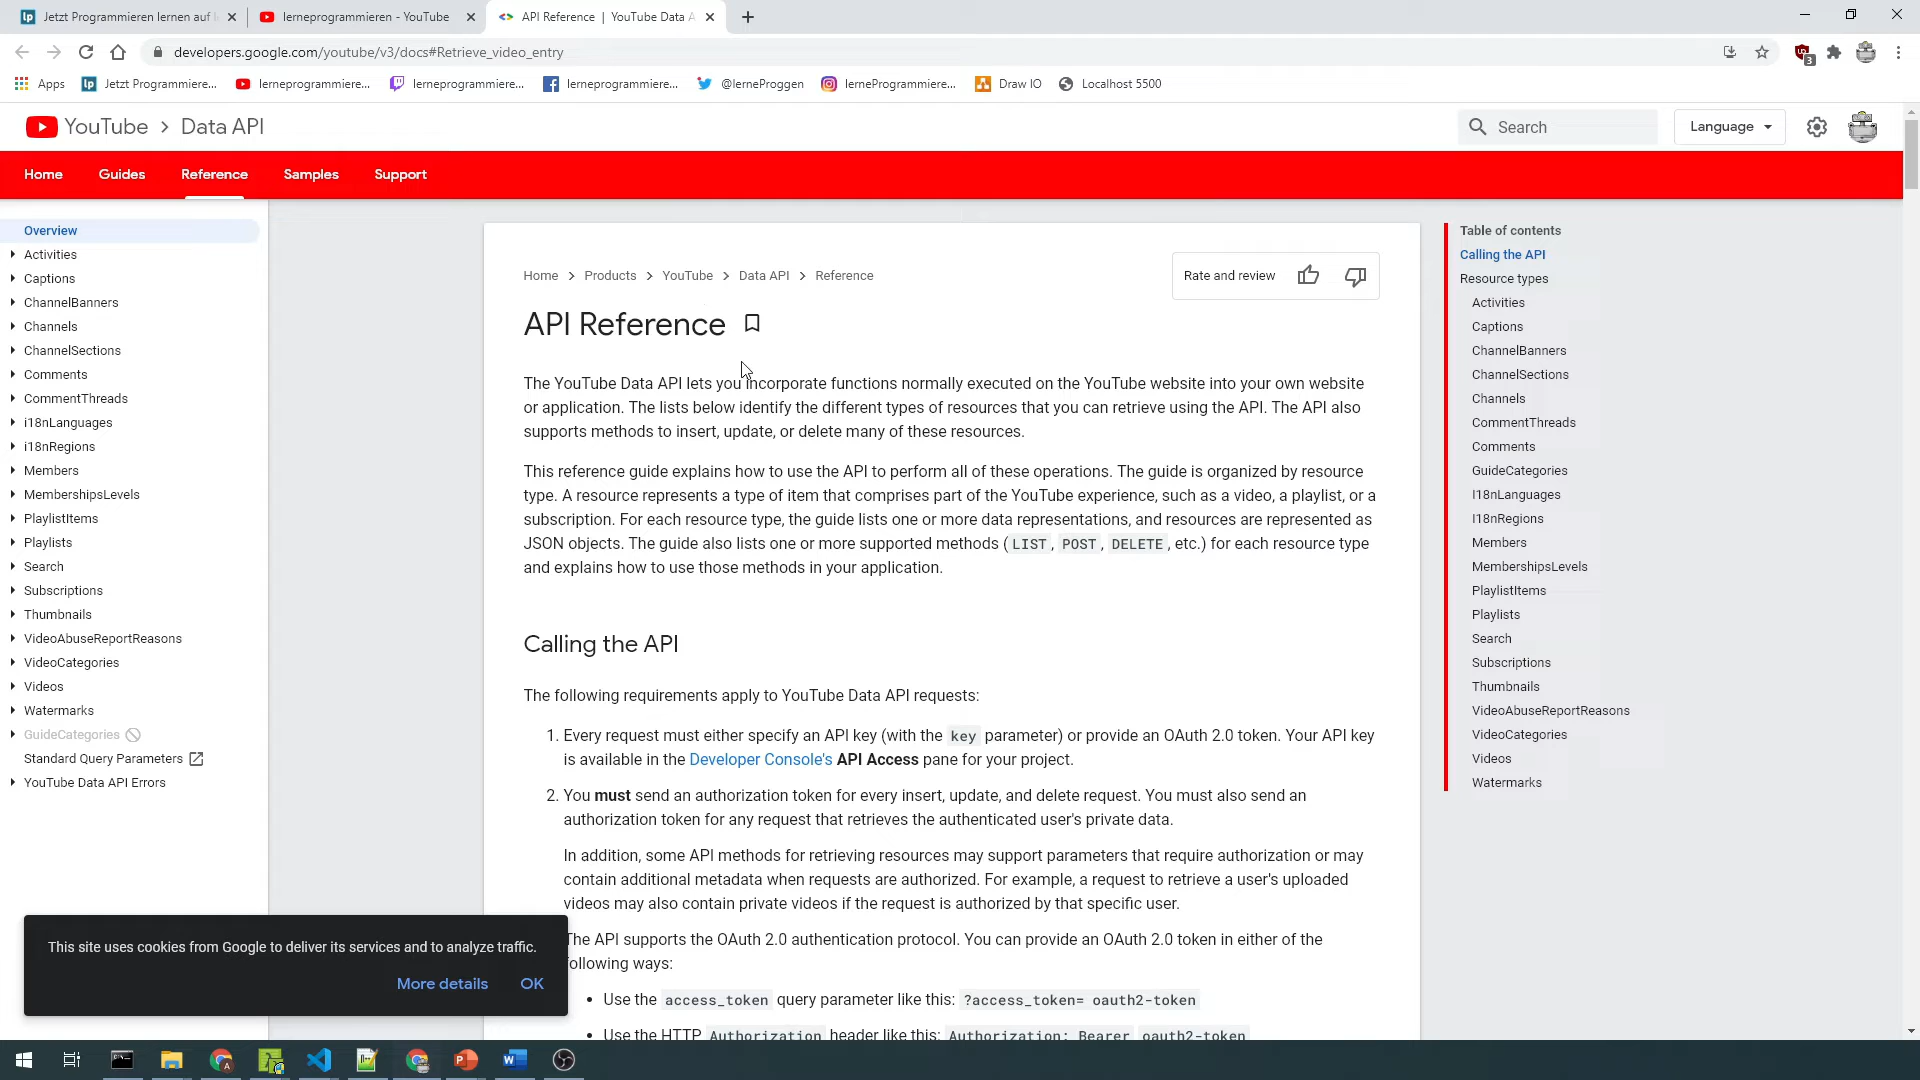 Jetzt Programmieren lernen auf l
lerneprogrammieren - YouTube
API Reference | YouTube Data A
developers.google.com/youtube/v3/docs#Retrieve_video_entry
3
Apps
Jetzt Programmiere...
lerneprogrammiere...
lerneprogrammiere...
lerneprogrammiere...
@lerneProggen
lerneProgrammiere...
Draw IO
Localhost 5500
YouTube > Data API
Search
Language
Home
Guides
Reference
Samples
Support
Overview
Activities
Captions
ChannelBanners
Channels
ChannelSections
Comments
CommentThreads
i18nLanguages
i18nRegions
Members
MembershipsLevels
PlaylistItems
Playlists
Search
Subscriptions
Thumbnails
VideoAbuseReportReasons
VideoCategories
Videos
Watermarks
GuideCategories
Standard Query Parameters
YouTube Data API Errors
Home > Products > YouTube > Data API > Reference
Rate and review
API Reference
The YouTube Data API lets you incorporate functions normally executed on the YouTube website into your own website
or application. The lists below identify the different types of resources that you can retrieve using the API. The API also
supports methods to insert, update, or delete many of these resources.
This reference guide explains how to use the API to perform all of these operations. The guide is organized by resource
type. A resource represents a type of item that comprises part of the YouTube experience, such as a video, a playlist, or a
subscription. For each resource type, the guide lists one or more data representations, and resources are represented as
JSON objects. The guide also lists one or more supported methods (LIST, POST, DELETE, etc.) for each resource type
and explains how to use those methods in your application.
Calling the API
The following requirements apply to YouTube Data API requests:
1. Every request must either specify an API key (with the key parameter) or provide an OAuth 2.0 token. Your API key
is available in the Developer Console's API Access pane for your project.
2. You must send an authorization token for every insert, update, and delete request. You must also send an
authorization token for any request that retrieves the authenticated user's private data.
In addition, some API methods for retrieving resources may support parameters that require authorization or may
contain additional metadata when requests are authorized. For example, a request to retrieve a user's uploaded
videos may also contain private videos if the request is authorized by that specific user.
The API supports the OAuth 2.0 authentication protocol. You can provide an OAuth 2.0 token in either of the
following ways:
• Use the access_token query parameter like this: ?access_token= oauth2-token
• Use the HTTP Authorization header like this: Authorization: Bearer oauth2-token
Table of contents
Calling the API
Resource types
Activities
Captions
ChannelBanners
ChannelSections
Channels
CommentThreads
Comments
GuideCategories
I18nLanguages
I18nRegions
Members
MembershipsLevels
PlaylistItems
Playlists
Search
Subscriptions
Thumbnails
VideoAbuseReportReasons
VideoCategories
Videos
Watermarks
This site uses cookies from Google to deliver its services and to analyze traffic.
More details
OK